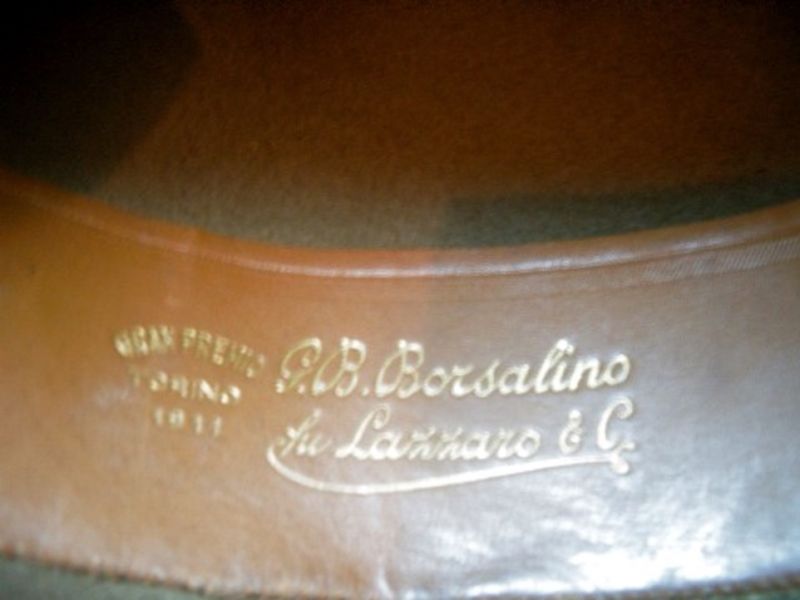 GRAN PREMIO
TORINO
1911
G.B. Borsalino
fu Lazzaro & C.